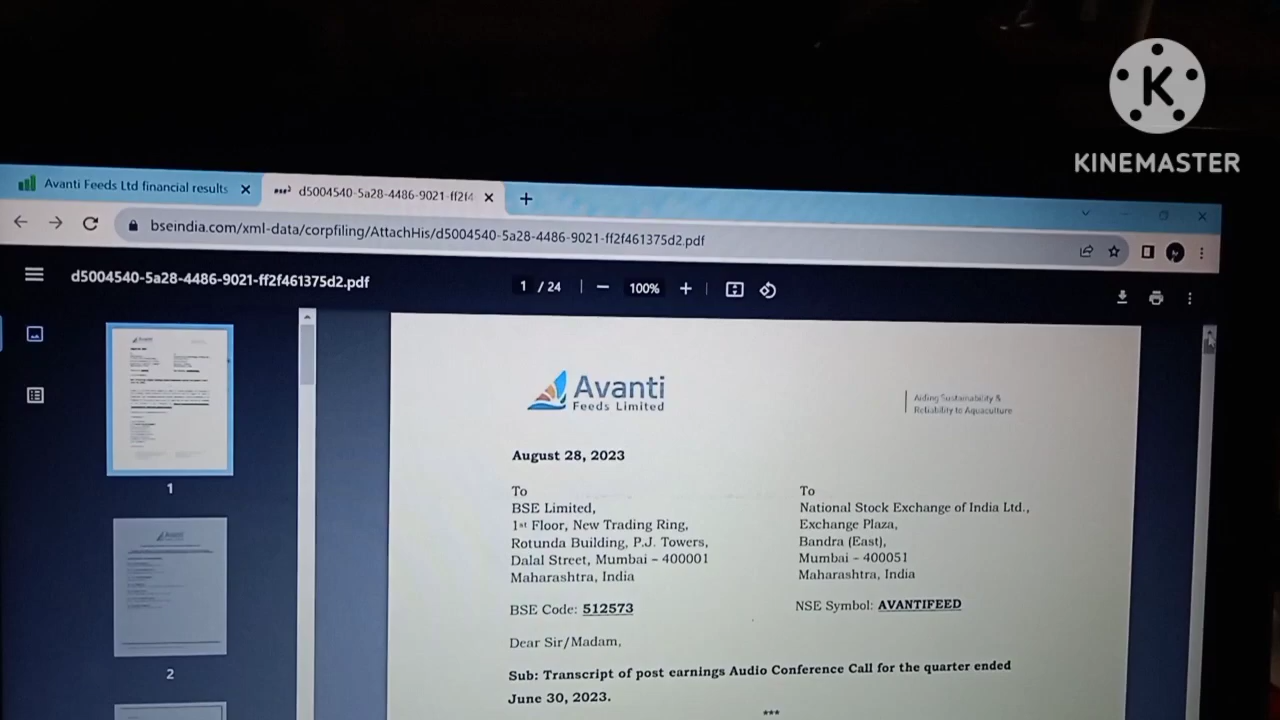 K
KINEMASTER
Avanti Feeds Ltd financial results
d5004540-5a28-4486-9021-ff2f4
bseindia.com/xml-data/corpfiling/AttachHis/d5004540-5a28-4486-9021-ff2f461375d2.pdf
d5004540-5a28-4486-9021-ff2f461375d2.pdf
1 / 24
100%
1
2
Avanti
Feeds Limited
Aiding Sustainability &
Reliability to Aquaculture
August 28, 2023
To
BSE Limited,
1st Floor, New Trading Ring,
Rotunda Building, P.J. Towers,
Dalal Street, Mumbai – 400001
Maharashtra, India
BSE Code: 512573
To
National Stock Exchange of India Ltd.,
Exchange Plaza,
Bandra (East),
Mumbai – 400051
Maharashtra, India
NSE Symbol: AVANTIFEED
Dear Sir/Madam,
Sub: Transcript of post earnings Audio Conference Call for the quarter ended
June 30, 2023.
***